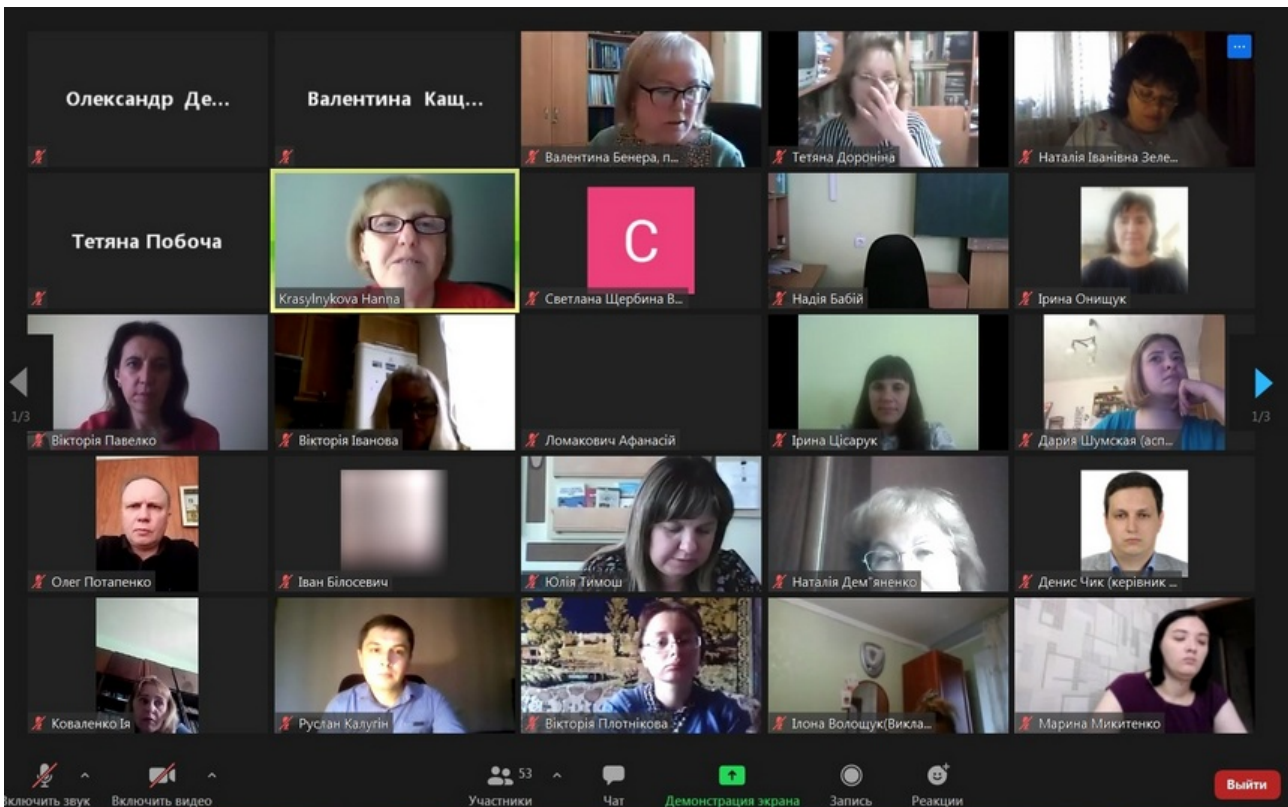 Олександр Де...
Валентина Кащ...
Валентина Бенера, п...
Тетяна Дороніна
Наталія Іванівна Зеле...
Тетяна Побоча
Krasylnykova Hanna
С
Светлана Щербина В...
Надія Бабій
Ірина Онищук
1/3
Вікторія Павелко
Вікторія Іванова
Ломакович Афанасій
Ірина Цісарук
Дария Шумская (асп...
1/3
Олег Потапенко
Іван Білосевич
Юлія Тимош
Наталія Дем"яненко
Денис Чик (керівник ...
Коваленко Ія
Руслан Калугін
Вікторія Плотнікова
Ілона Волощук(Викла...
Марина Микитенко
53
Включить звук
Включить видео
Участники
Чат
Демонстрация экрана
Запись
Реакции
Выйти